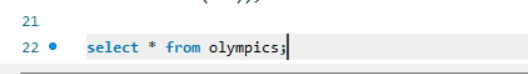 21
22 select * from olympics;